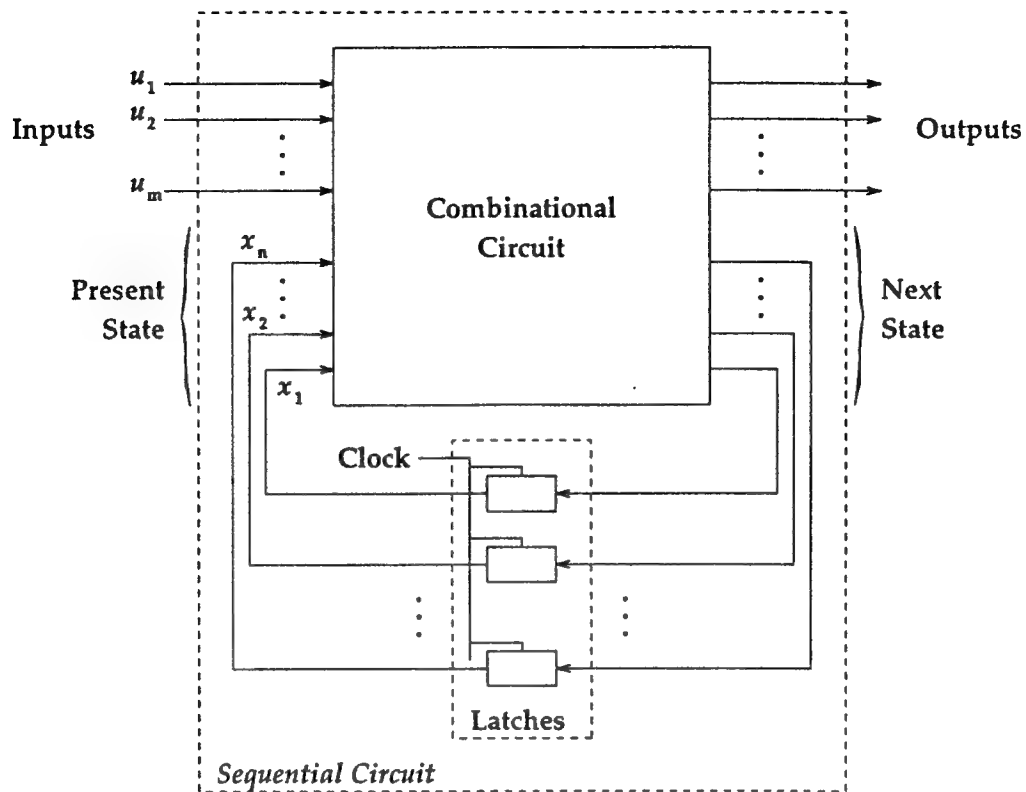 u₁
Inputs
u₂
uₘ
Outputs
Combinational
Circuit
Present
State
xₙ
x₂
x₁
Next
State
Clock
Latches
Sequential Circuit